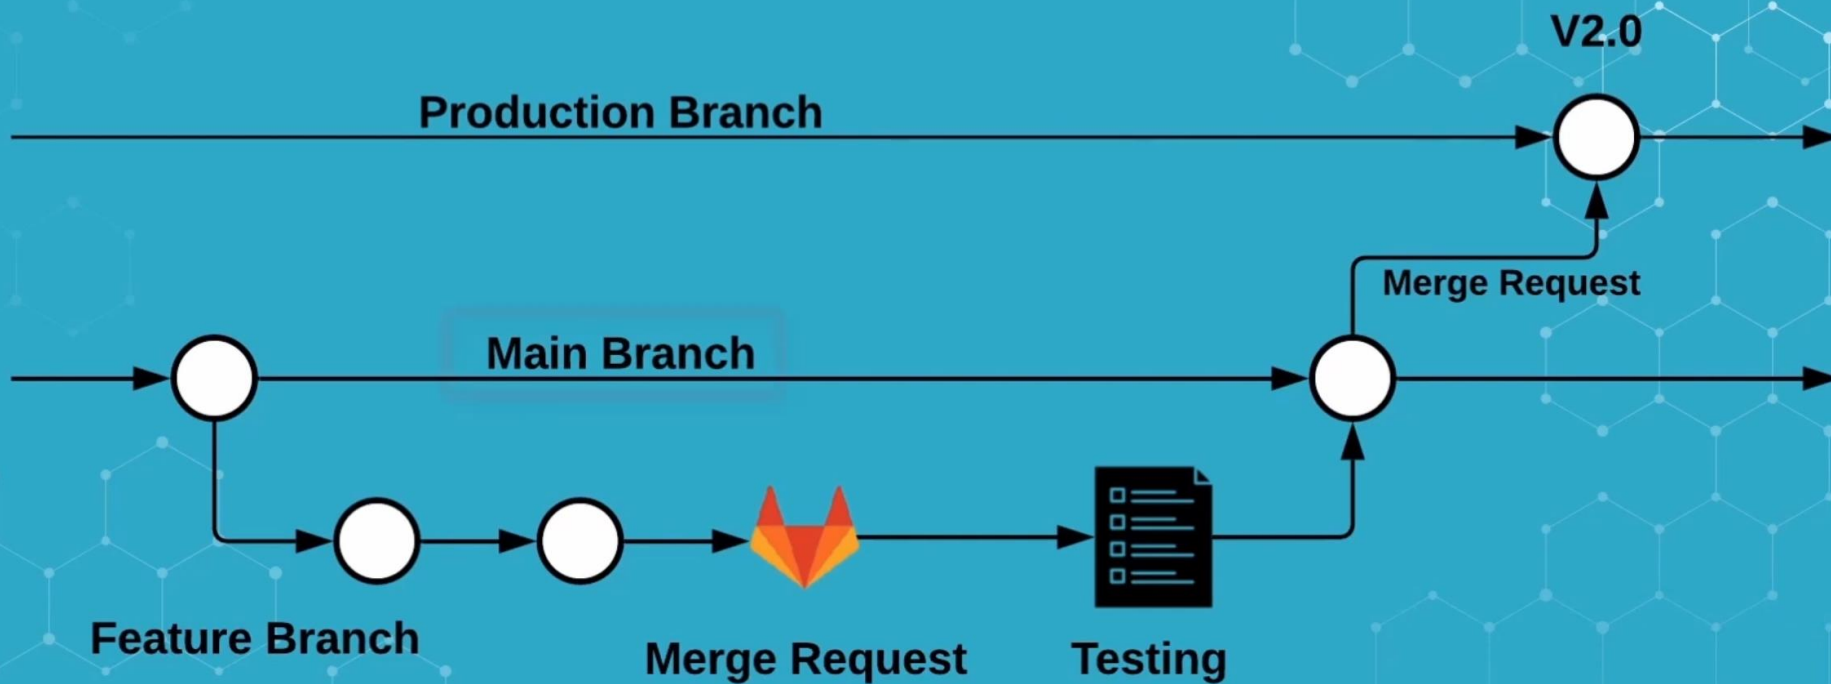 V2.0
Production Branch
Merge Request
Main Branch
Feature Branch
Merge Request
Testing